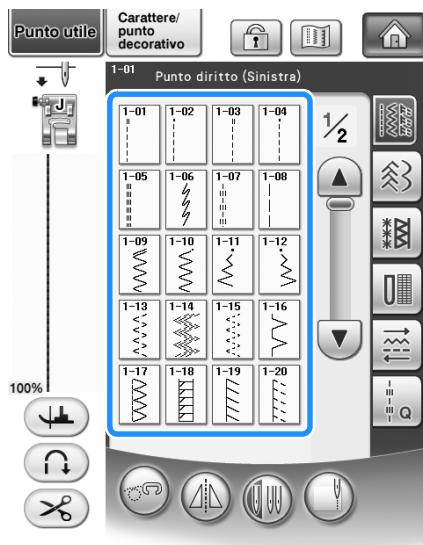 Punto utile
Carattere/
punto
decorativo
1-01
Punto diritto (Sinistra)
J
1-01 1-02 1-03 1-04
1/2
1-05 1-06 1-07 1-08
1-09 1-10 1-11 1-12
1-13 1-14 1-15 1-16
1-17 1-18 1-19 1-20
100%
Q